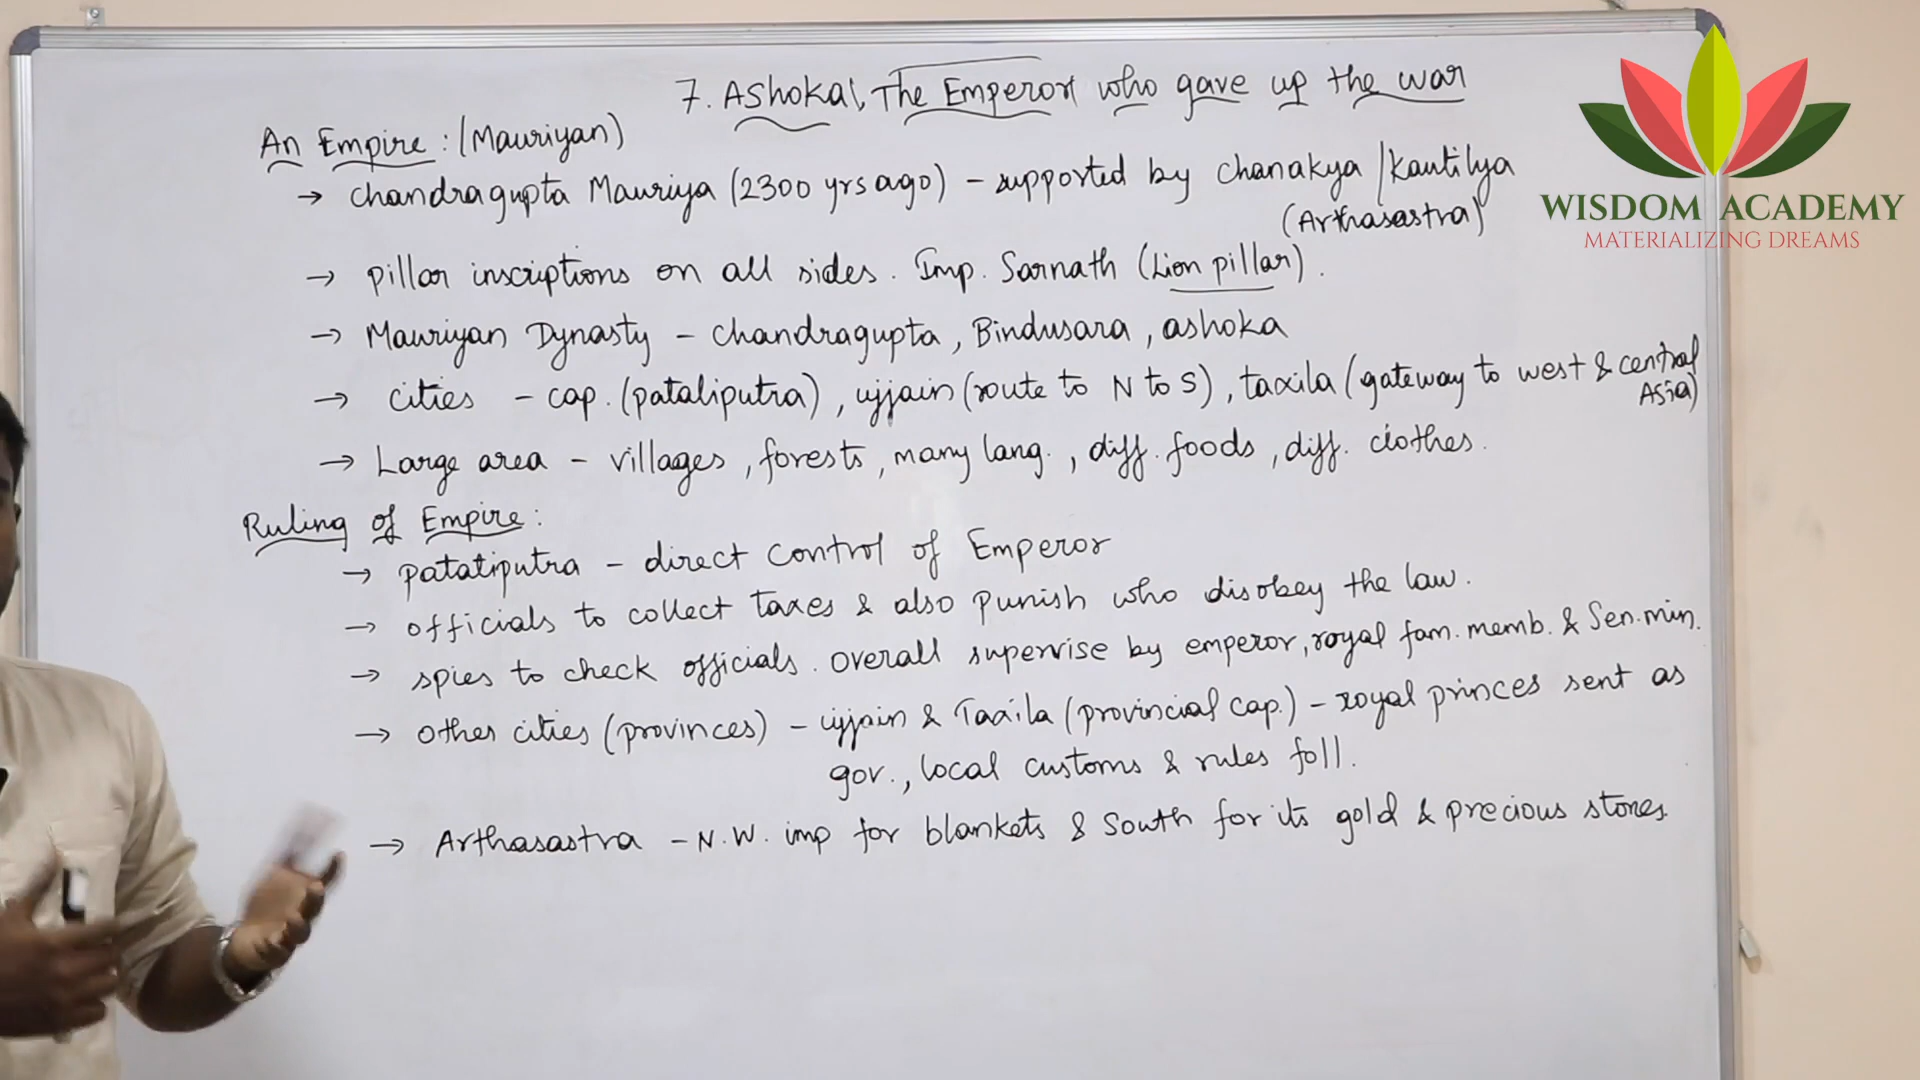 7. Ashoka, The Emperor who gave up the war
An Empire : (Mauriyan)
→ Chandragupta Mauriya (2300 yrs ago) - supported by Chanakya / Kautilya
(Arthasastra)
→ pillar inscriptions on all sides. Imp. Sarnath (Lion pillar).
→ Mauriyan Dynasty - Chandragupta, Bindusara, ashoka
→ cities - cap. (pataliputra), ujjain (route to N to S), taxila (gateway to west & central
Asia)
→ Large area - villages, forests, many lang., diff. foods, diff. clothes.
Ruling of Empire:
→ patatiputra - direct control of Emperor
→ officials to collect taxes & also punish who disobey the law.
→ spies to check officials. overall supervise by emperor, royal fam. memb. & Sen. min.
→ other cities (provinces) - ujjain & Taxila (provincial cap.) - royal princes sent as
gov., local customs & rules foll.
→ Arthasastra - N.W. imp for blankets & South for its gold & precious stones.
WISDOM ACADEMY
MATERIALIZING DREAMS